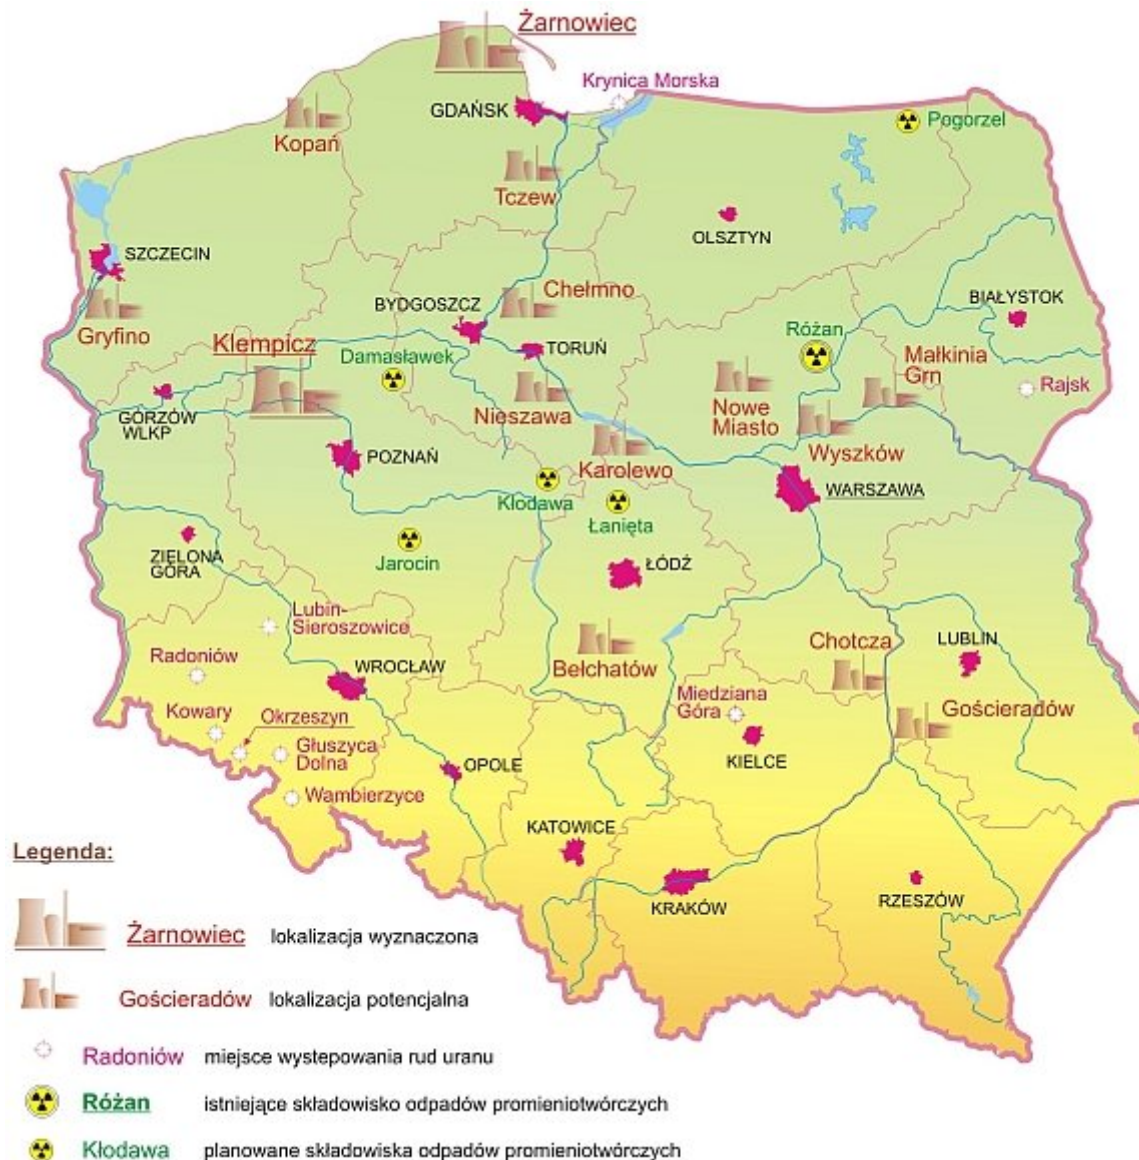 Żarnowiec
Krynica Morska
GDAŃSK
Pogorzel
Kopań
Tczew
OLSZTYN
SZCZECIN
Chełmno
BIAŁYSTOK
BYDGOSZCZ
Gryfino
Klempicz
Damasławek
TORUŃ
Różan
Małkinia
Grn
Rajsk
GÓRZÓW
WLKP
Nieszawa
Nowe
Miasto
POZNAŃ
Karolewo
Wyszków
WARSZAWA
Kłodawa
Łanięta
ZIELONA
GÓRA
Jarocin
ŁÓDŹ
Lubin-
Sieroszowice
Radoniów
WROCŁAW
Bełchatów
Chotcza
LUBLIN
Kowary
Okrzeszyn
Miedziana
Góra
Gościeradów
Głuszyca
Dolna
OPOLE
KIELCE
Wambierzyce
KATOWICE
KRAKÓW
RZESZÓW
Legenda:
Żarnowiec lokalizacja wyznaczona
Gościeradów lokalizacja potencjalna
Radoniów miejsce wystepowania rud uranu
Różan istniejące składowisko odpadów promieniotwórczych
Kłodawa planowane składowiska odpadów promieniotwórczych